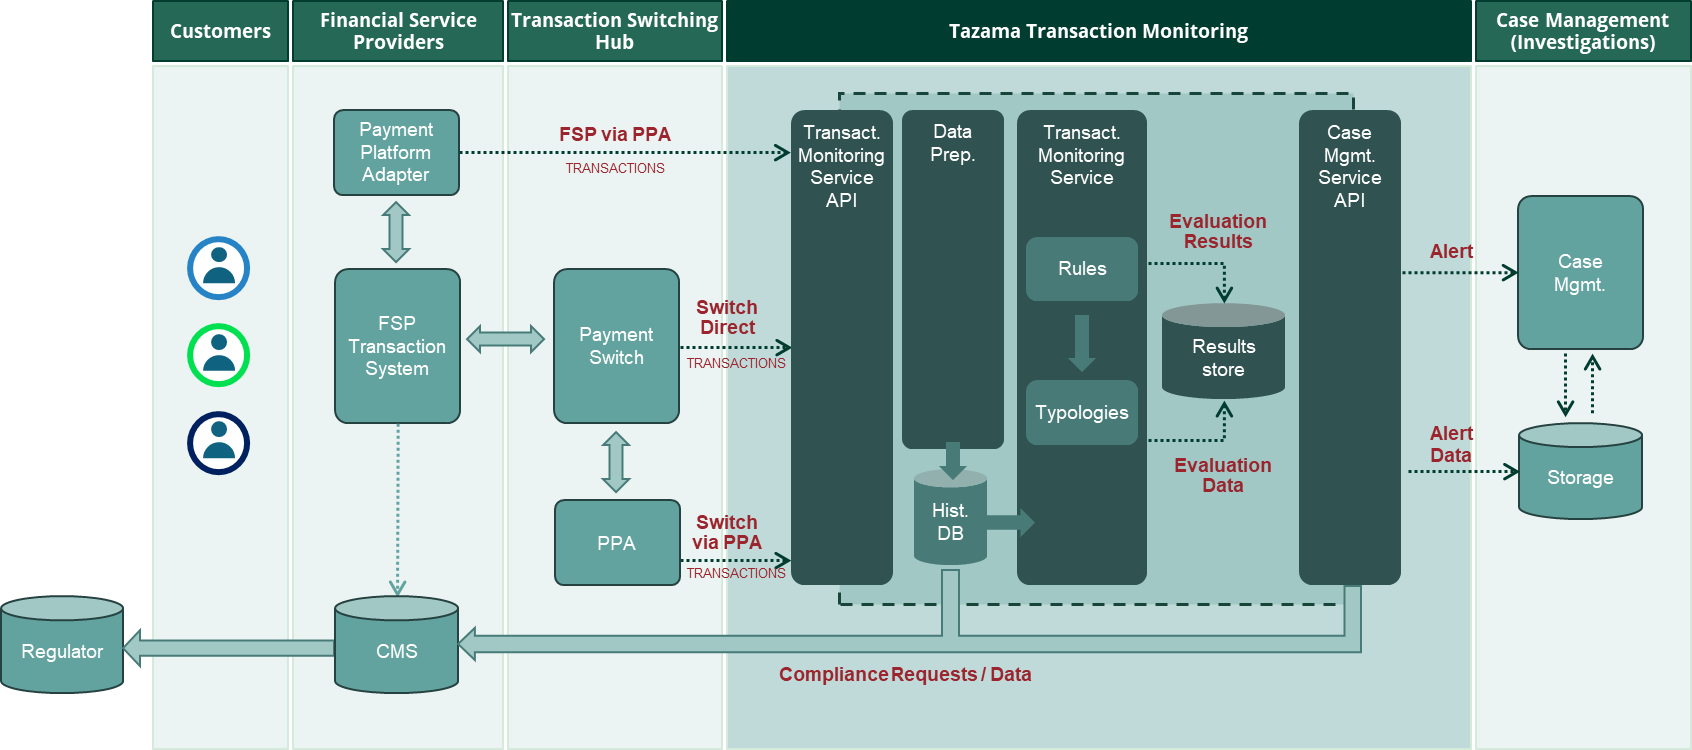 Customers
Financial Service
Providers
Transaction Switching
Hub
Tazama Transaction Monitoring
Case Management
(Investigations)
Payment
Platform
Adapter
FSP via PPA
TRANSACTIONS
Transact.
Monitoring
Service
API
Data
Prep.
Transact.
Monitoring
Service
Case
Mgmt.
Service
API
Evaluation
Results
Rules
Alert
Case
Mgmt.
FSP
Transaction
System
Payment
Switch
Switch
Direct
TRANSACTIONS
Results
store
Typologies
Evaluation
Data
Alert
Data
Storage
Hist.
DB
PPA
Switch
via PPA
TRANSACTIONS
Regulator
CMS
Compliance Requests / Data